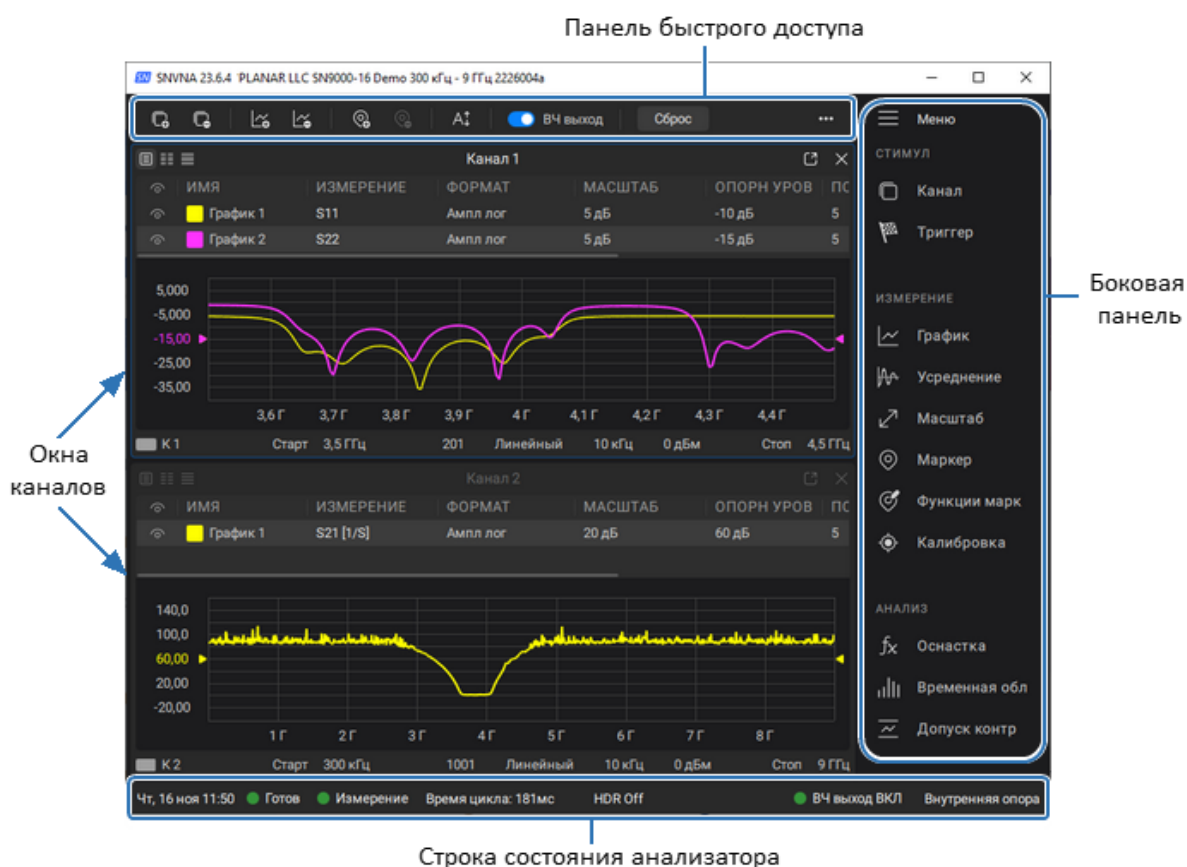 Панель быстрого доступа
SNVNA 23.6.4 PLANAR LLC SN9000-16 Demo 300 кГц - 9 ГГц 2226004a
ВЧ выход Сброс
Меню
СТИМУЛ
Канал
Триггер
ИЗМЕРЕНИЕ
График
Усреднение
Масштаб
Маркер
Функции марк
Калибровка
АНАЛИЗ
Оснастка
Временная обл
Допуск контр
Боковая
панель
Окна
каналов
Канал 1
ИМЯ ИЗМЕРЕНИЕ ФОРМАТ МАСШТАБ ОПОРН УРОВ ПО
График 1 S11 Ампл лог 5 дБ -10 дБ 5
График 2 S22 Ампл лог 5 дБ -15 дБ 5
5,000
-5,000
-15,00
-25,00
-35,00
3,6 Г 3,7 Г 3,8 Г 3,9 Г 4 Г 4,1 Г 4,2 Г 4,3 Г 4,4 Г
К 1 Старт 3,5 ГГц 201 Линейный 10 кГц 0 дБм Стоп 4,5 ГГц
Канал 2
ИМЯ ИЗМЕРЕНИЕ ФОРМАТ МАСШТАБ ОПОРН УРОВ ПО
График 1 S21 [1/S] Ампл лог 20 дБ 60 дБ 5
140,0
100,0
60,00
20,00
-20,00
1 Г 2 Г 3 Г 4 Г 5 Г 6 Г 7 Г 8 Г
К 2 Старт 300 кГц 1001 Линейный 10 кГц 0 дБм Стоп 9 ГГц
Чт, 16 ноя 11:50 Готов Измерение Время цикла: 181мс HDR Off ВЧ выход ВКЛ Внутренняя опора
Строка состояния анализатора